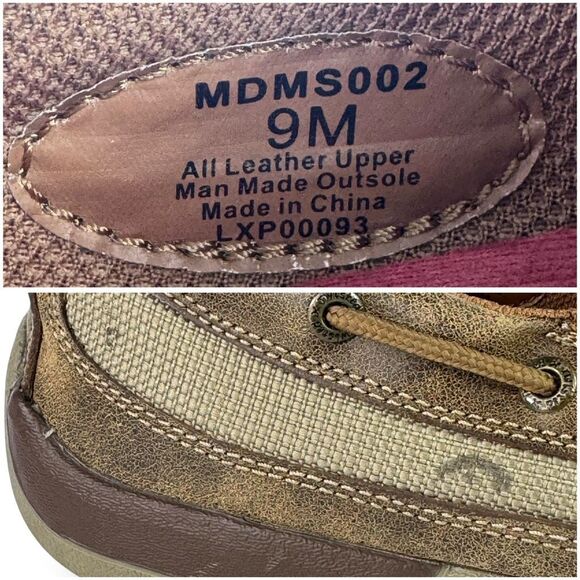 MDMS002
9M
All Leather Upper
Man Made Outsole
Made in China
LXP00093